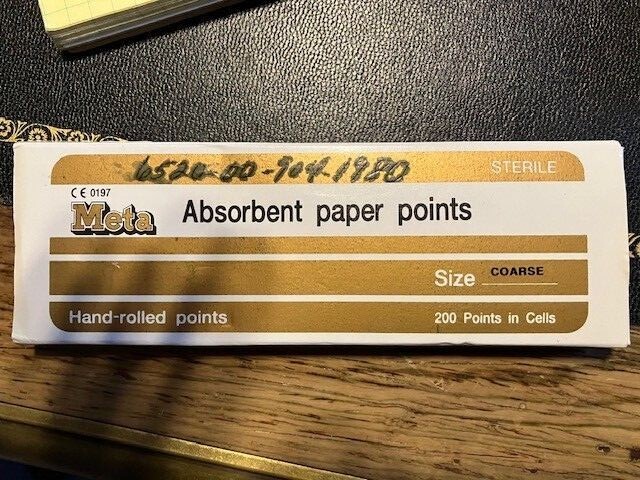 6520-00-904-1980
STERILE
CE 0197
Meta
Absorbent paper points
Size COARSE
Hand-rolled points
200 Points in Cells